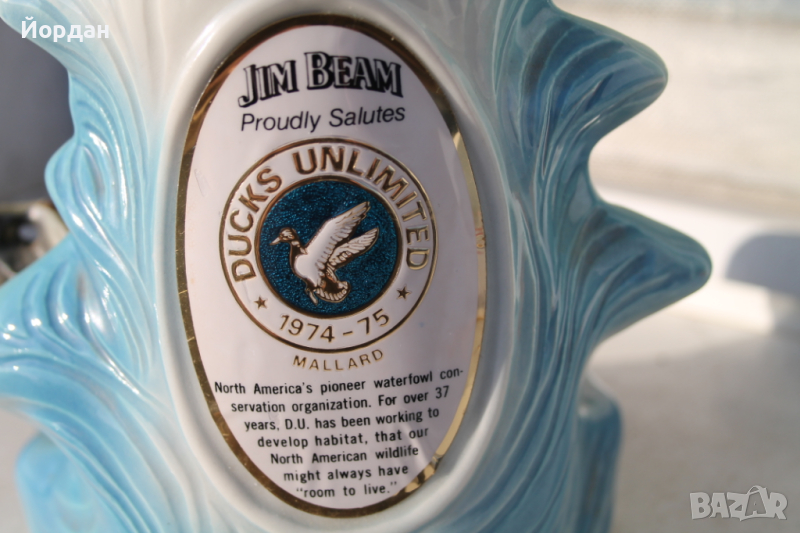 Йордан
JIM BEAM
Proudly Salutes
DUCKS UNLIMITED
★ 1974-75 ★
MALLARD
North America's pioneer waterfowl con-
servation organization. For over 37
years, D.U. has been working to
develop habitat, that our
North American wildlife
might always have
"room to live."
BAZAR